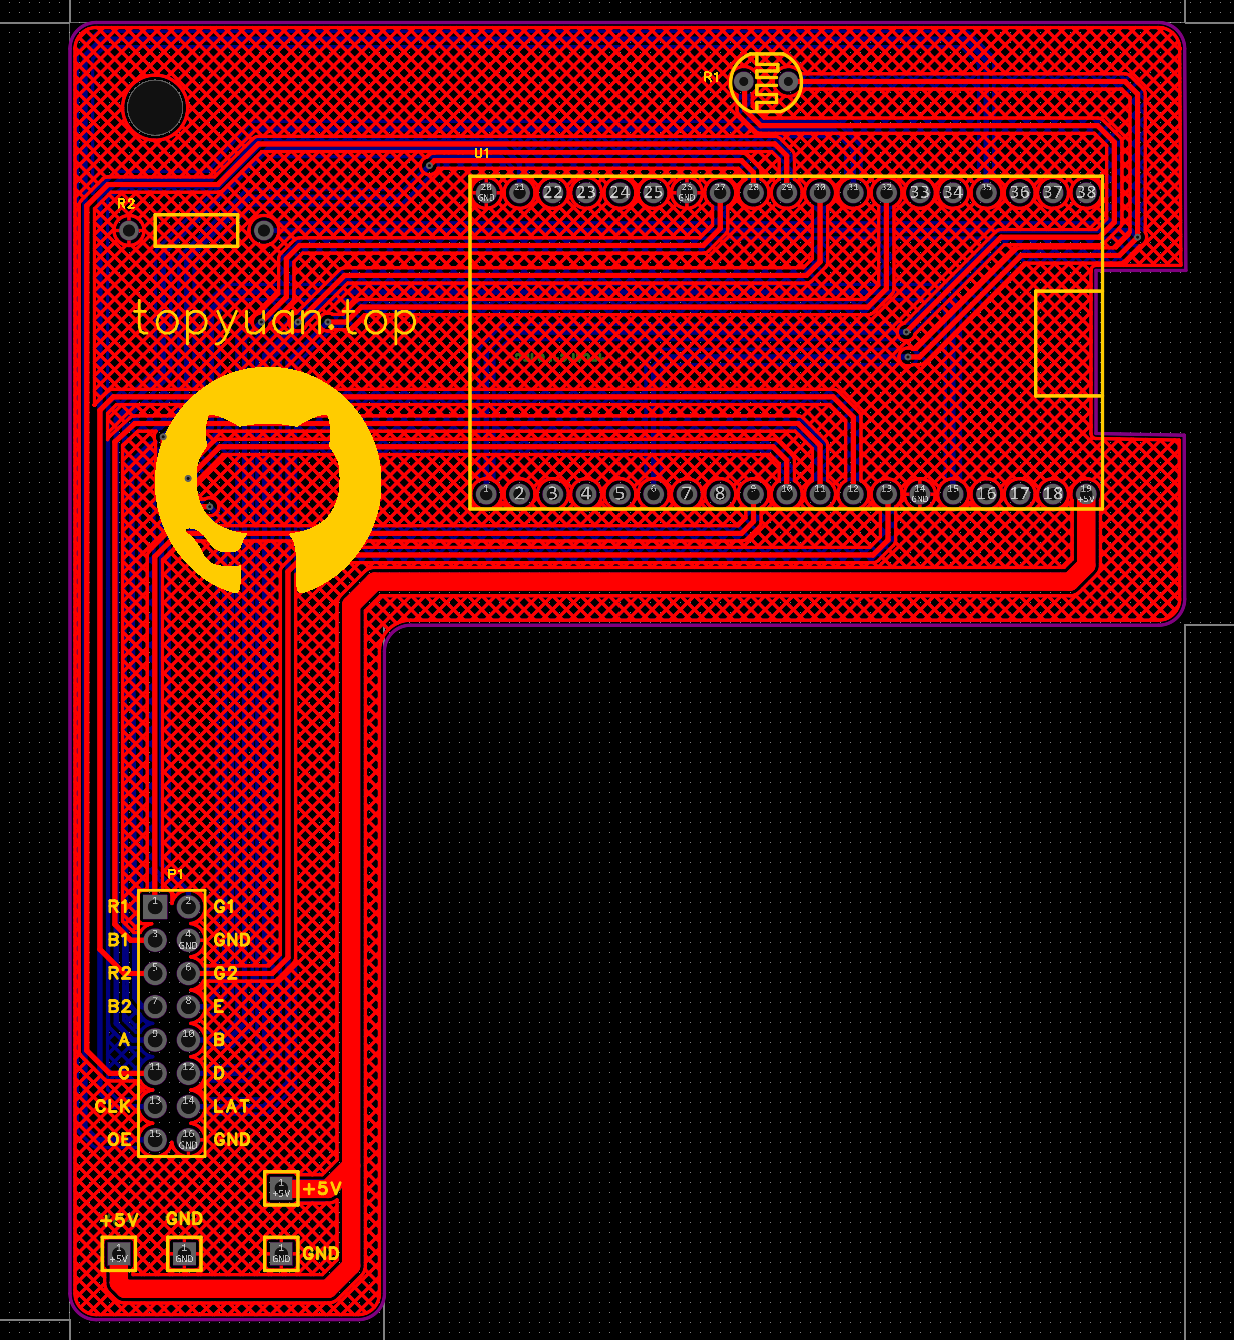 R1
U1
20 21 22 23 24 25 26 27 28 29 30 31 32 33 34 35 36 37 38
GND GND
R2
topyuan.top
1 2 3 4 5 6 7 8 9 10 11 12 13 14 15 16 17 18 19
GND +5V
P1
R1 1 2 G1
B1 3 4 GND GND
R2 5 6 G2
B2 7 8 E
A 9 10 B
C 11 12 D
CLK 13 14 LAT
OE 15 16 GND GND
1 +5V +5V
+5V GND
1 +5V 1 GND 1 GND GND